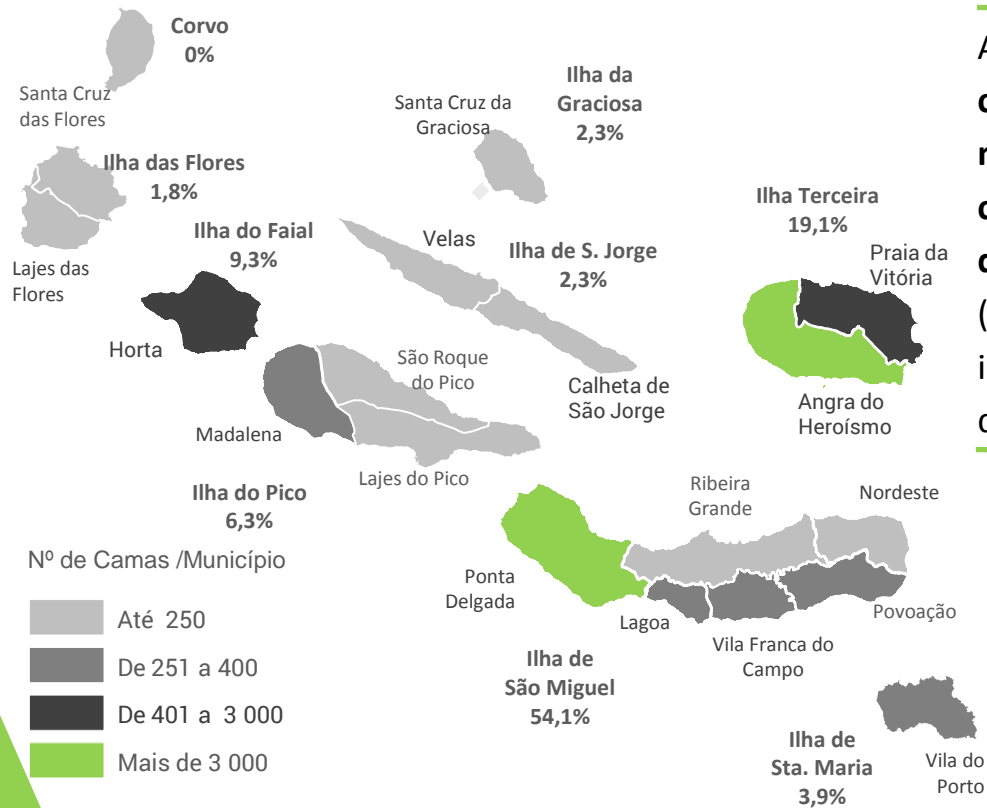 Corvo
0%
Santa Cruz
das Flores
Ilha das Flores
1,8%
Lajes das
Flores
Santa Cruz da
Graciosa
Ilha da
Graciosa
2,3%
Ilha do Faial
9,3%
Horta
Velas
Ilha de S. Jorge
2,3%
Calheta de
São Jorge
Ilha Terceira
19,1%
Praia da
Vitória
Angra do
Heroísmo
São Roque
do Pico
Madalena
Lajes do Pico
Ilha do Pico
6,3%
Ribeira
Grande
Nordeste
Ponta
Delgada
Lagoa
Vila Franca do
Campo
Povoação
Ilha de
São Miguel
54,1%
Ilha de
Sta. Maria
3,9%
Vila do
Porto
Nº de Camas /Município
Até 250
De 251 a 400
De 401 a 3 000
Mais de 3 000